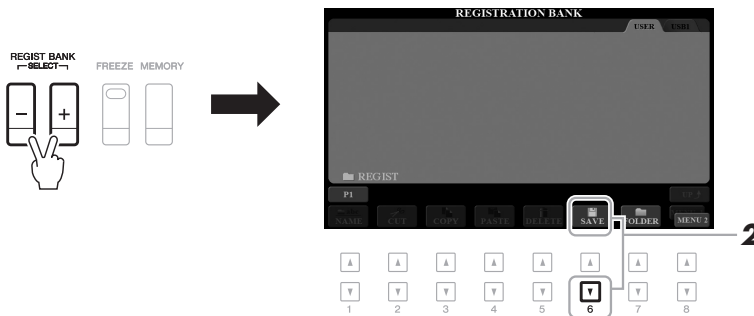 REGIST BANK
SELECT
FREEZE MEMORY
− +
REGISTRATION BANK
USER USB1
REGIST
P1 UP
NAME CUT COPY PASTE DELETE SAVE FOLDER MENU 2
2
1 2 3 4 5 6 7 8